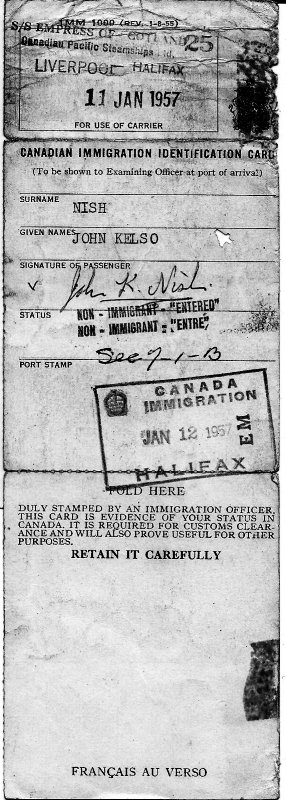 IMM 1000 (REV. 1-8-55)
S/S EMPRESS OF SCOTLAND 25
Canadian Pacific Steamships Ltd.
LIVERPOOL HALIFAX
11 JAN 1957
FOR USE OF CARRIER
CANADIAN IMMIGRATION IDENTIFICATION CARD
(To be shown to Examining Officer at port of arrival)
SURNAME
NISH
GIVEN NAMES
JOHN KELSO
SIGNATURE OF PASSENGER
John K. Nish.
STATUS
NON - IMMIGRANT - "ENTERED"
NON - IMMIGRANT - "ENTRÉ"
See 7-1-B
PORT STAMP
CANADA
IMMIGRATION
JAN 12 1957
EM
HALIFAX
FOLD HERE
DULY STAMPED BY AN IMMIGRATION OFFICER,
THIS CARD IS EVIDENCE OF YOUR STATUS IN
CANADA. IT IS REQUIRED FOR CUSTOMS CLEAR-
ANCE AND WILL ALSO PROVE USEFUL FOR OTHER
PURPOSES.
RETAIN IT CAREFULLY
FRANÇAIS AU VERSO